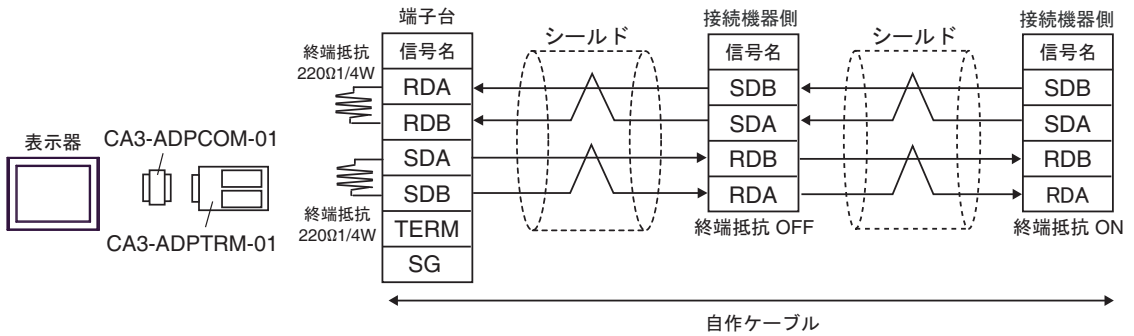 表示器
CA3-ADPCOM-01
CA3-ADPTRM-01
終端抵抗
220Ω1/4W
終端抵抗
220Ω1/4W
端子台
信号名
RDA
RDB
SDA
SDB
TERM
SG
シールド
接続機器側
信号名
SDB
SDA
RDB
RDA
終端抵抗 OFF
シールド
接続機器側
信号名
SDB
SDA
RDB
RDA
終端抵抗 ON
自作ケーブル